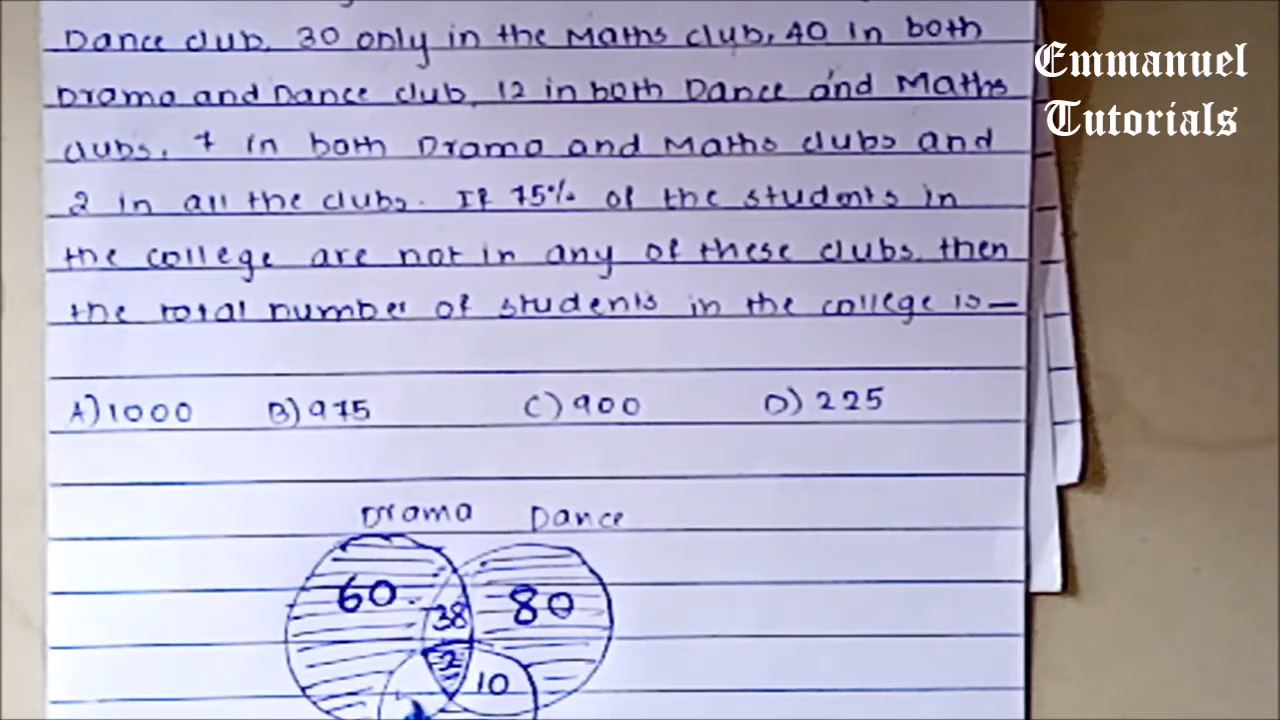 Dance club, 30 only in the Maths club, 40 in both
Drama and Dance club, 12 in both Dance and Maths
clubs, 7 in both Drama and Maths clubs and
2 in all the clubs. If 75% of the students in
the college are not in any of these clubs, then
the total number of students in the college is —
A) 1000 B) 975 C) 900 D) 225
Drama Dance
60 38 80
2 10
Emmanuel
Tutorials